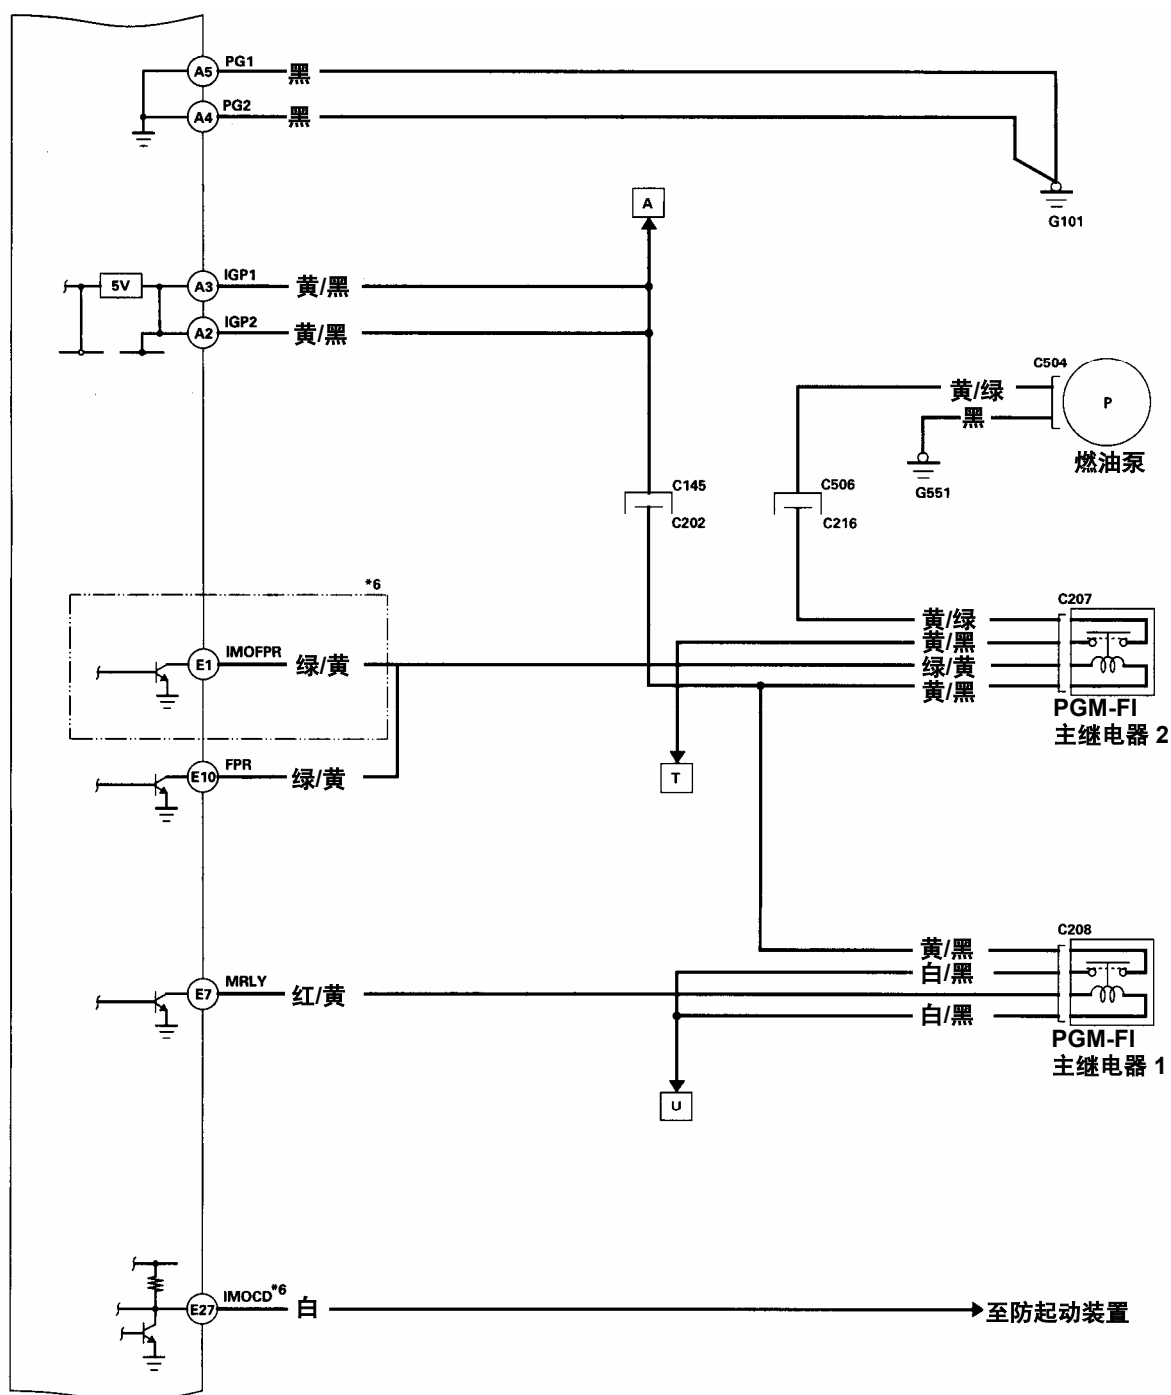 PG1
A5
黑
PG2
A4
黑
G101
A
IGP1
5V
A3
黄/黑
IGP2
A2
黄/黑
C504
黄/绿
P
黑
燃油泵
G551
C145
C506
C202
C216
*6
C207
黄/绿
黄/黑
IMOFPR
E1
绿/黄
绿/黄
黄/黑
PGM-FI
主继电器 2
FPR
E10
绿/黄
T
C208
黄/黑
白/黑
MRLY
E7
红/黄
白/黑
PGM-FI
主继电器 1
U
IMOCD*6
E27
白
至防起动装置